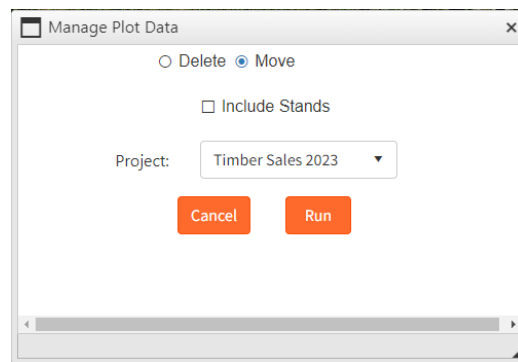 Manage Plot Data
Delete Move
Include Stands
Project: Timber Sales 2023
Cancel Run